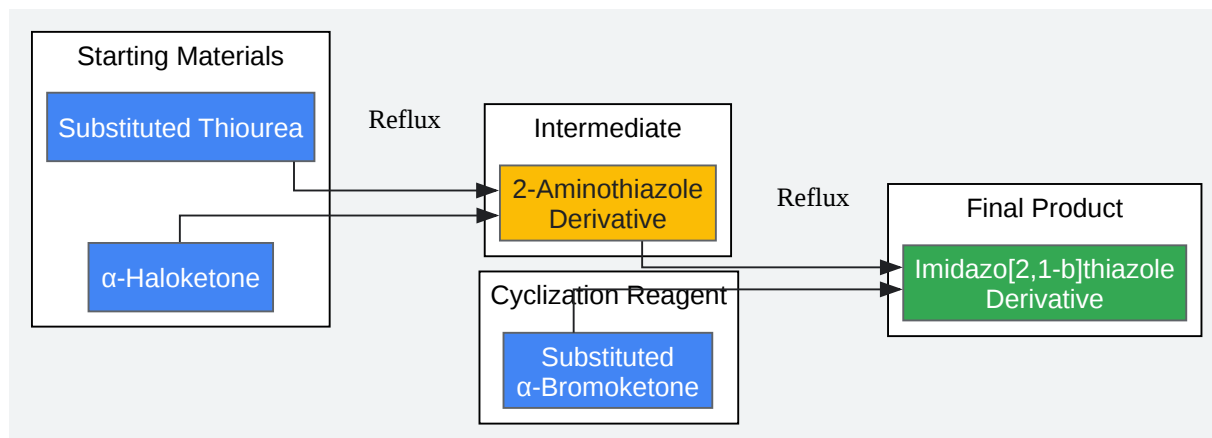 Starting Materials
Substituted Thiourea
α-Haloketone
Reflux
Intermediate
2-Aminothiazole
Derivative
Cyclization Reagent
Substituted
α-Bromoketone
Reflux
Final Product
Imidazo[2,1-b]thiazole
Derivative